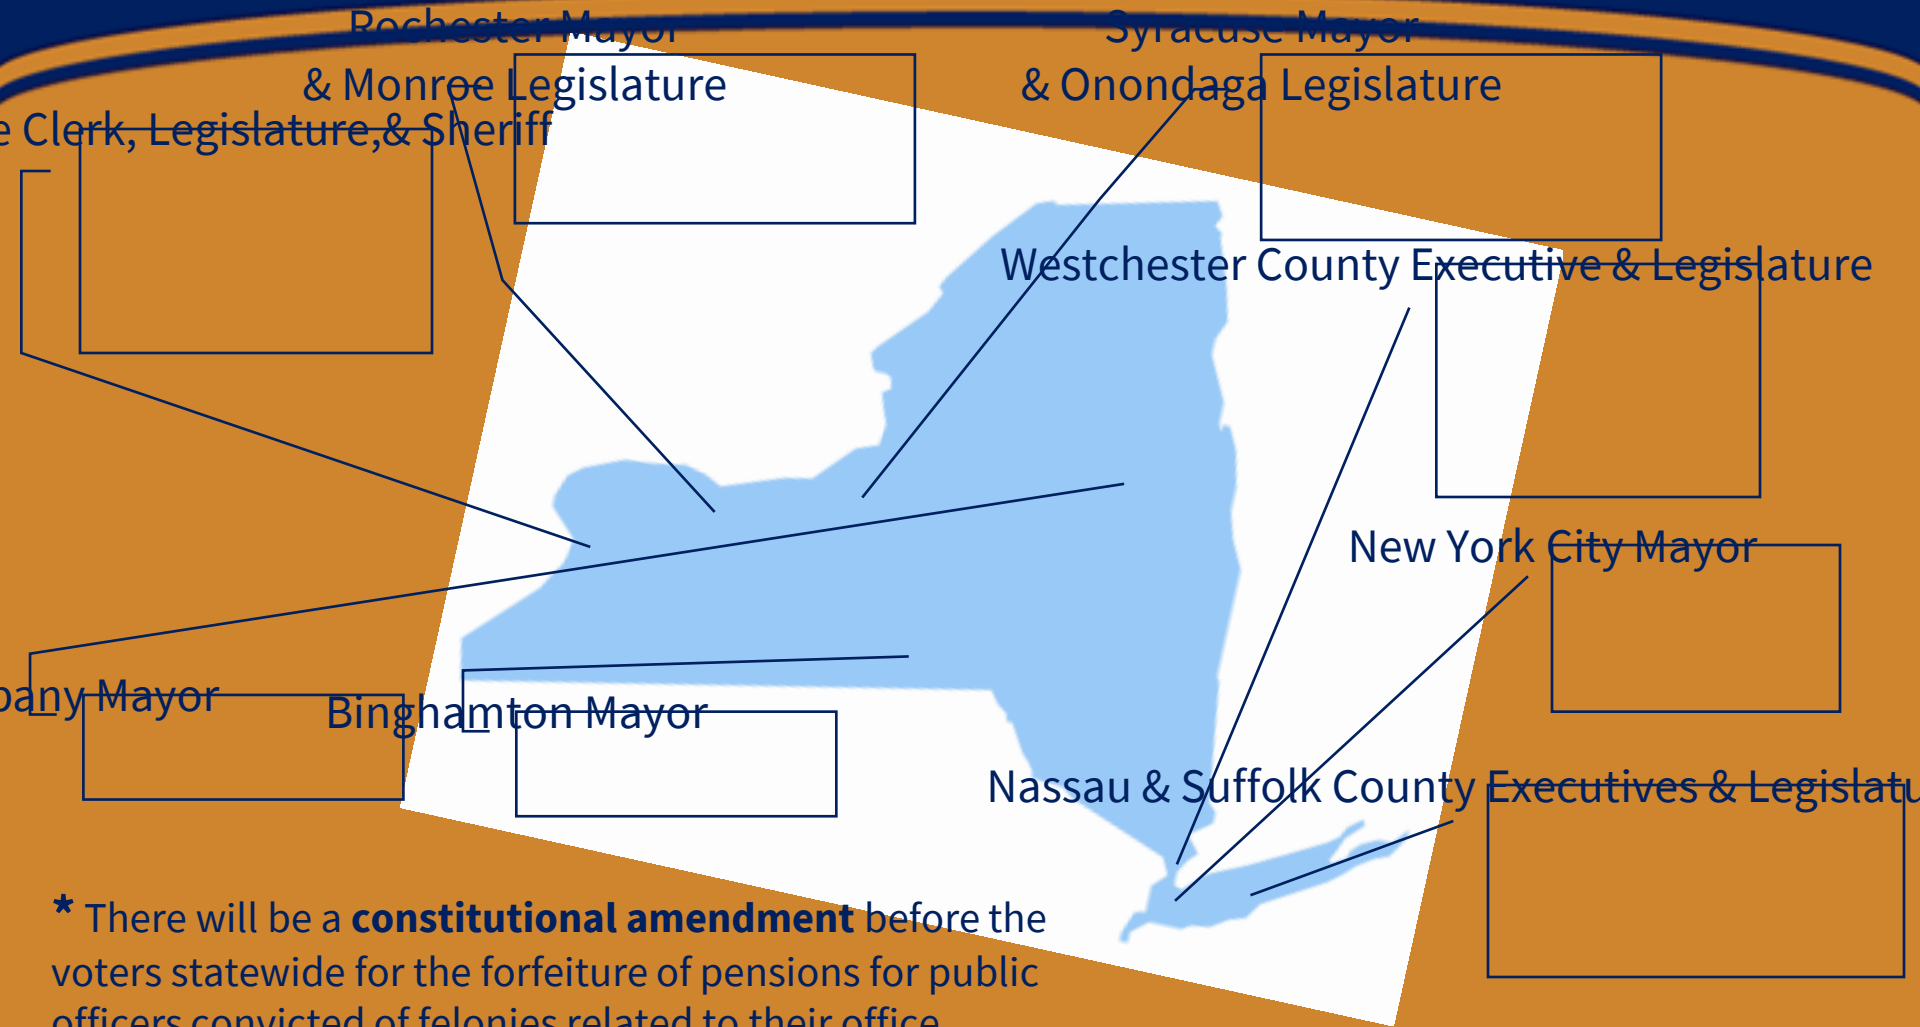 Rochester Mayor
& Monroe Legislature
Syracuse Mayor
& Onondaga Legislature
Clerk, Legislature,& Sheriff
Westchester County Executive & Legislature
New York City Mayor
Mayor
Binghamton Mayor
Nassau & Suffolk County Executives &
* There will be a constitutional amendment before the
voters statewide for the forfeiture of pensions for public
officers convicted of felonies related to their office